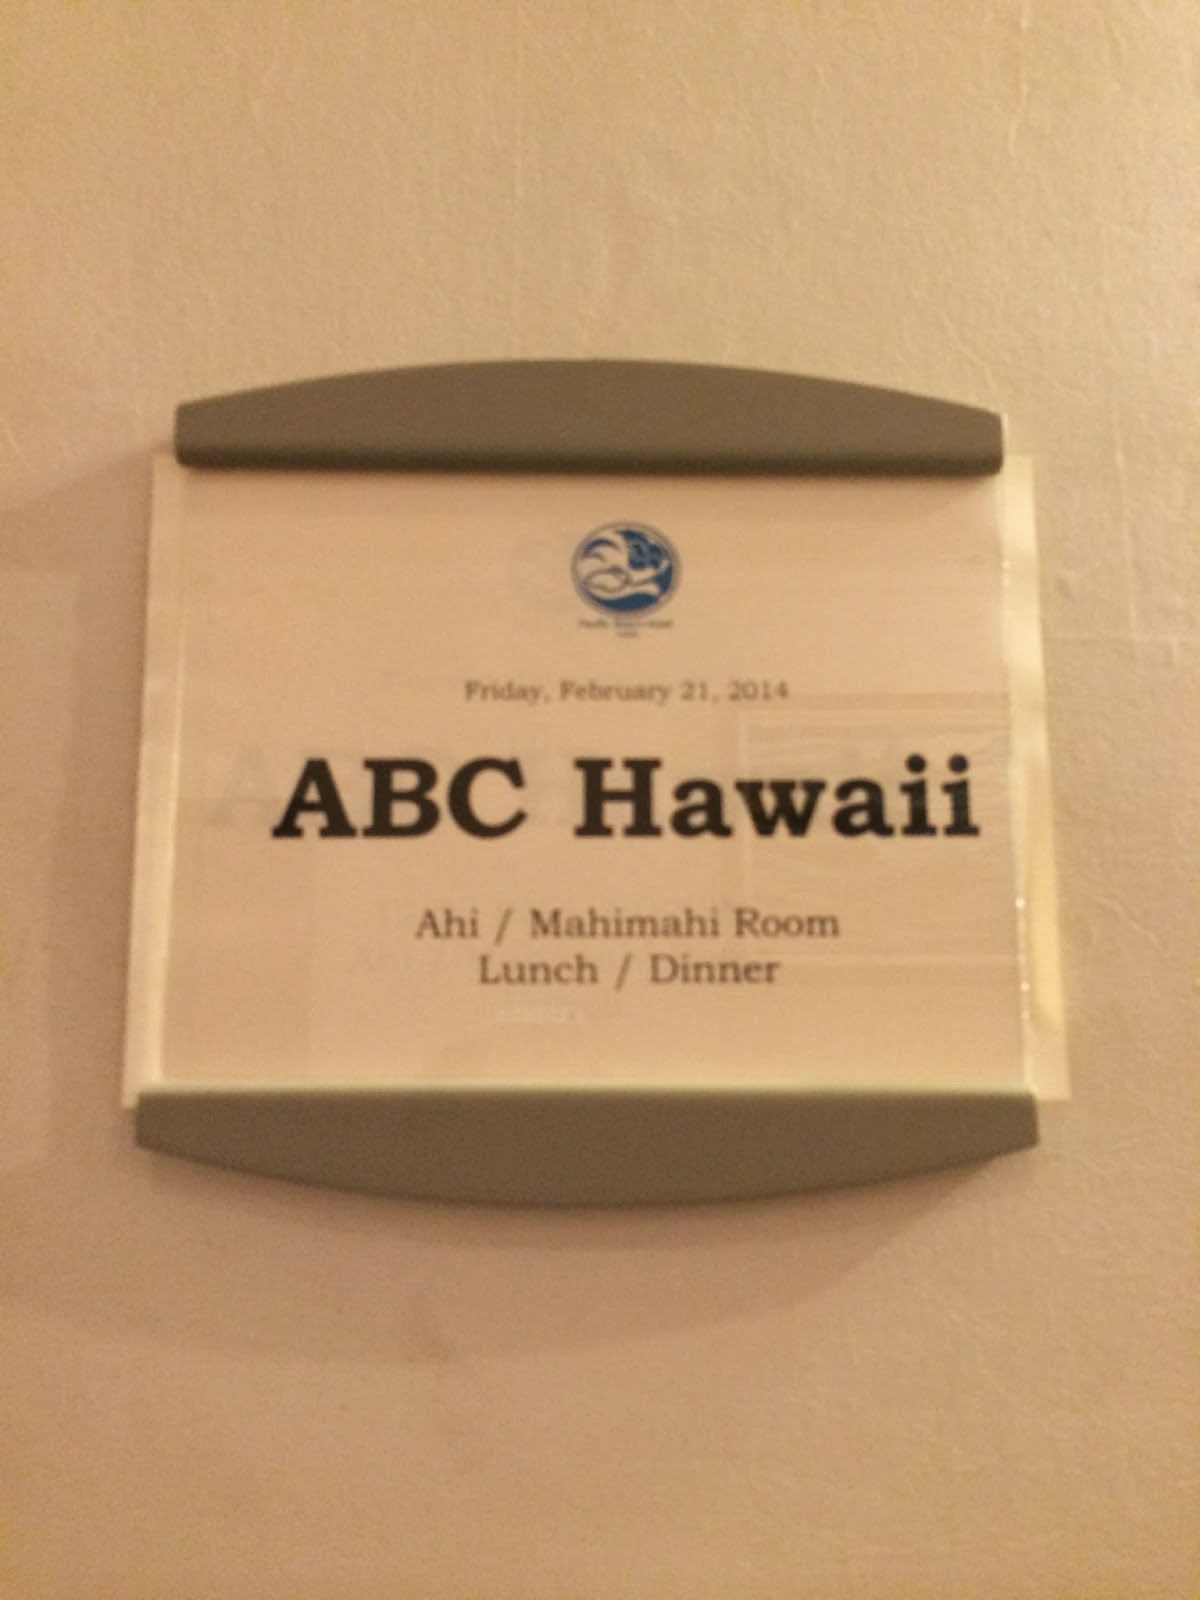 Friday, February 21, 2014
ABC Hawaii
Ahi / Mahimahi Room
Lunch / Dinner